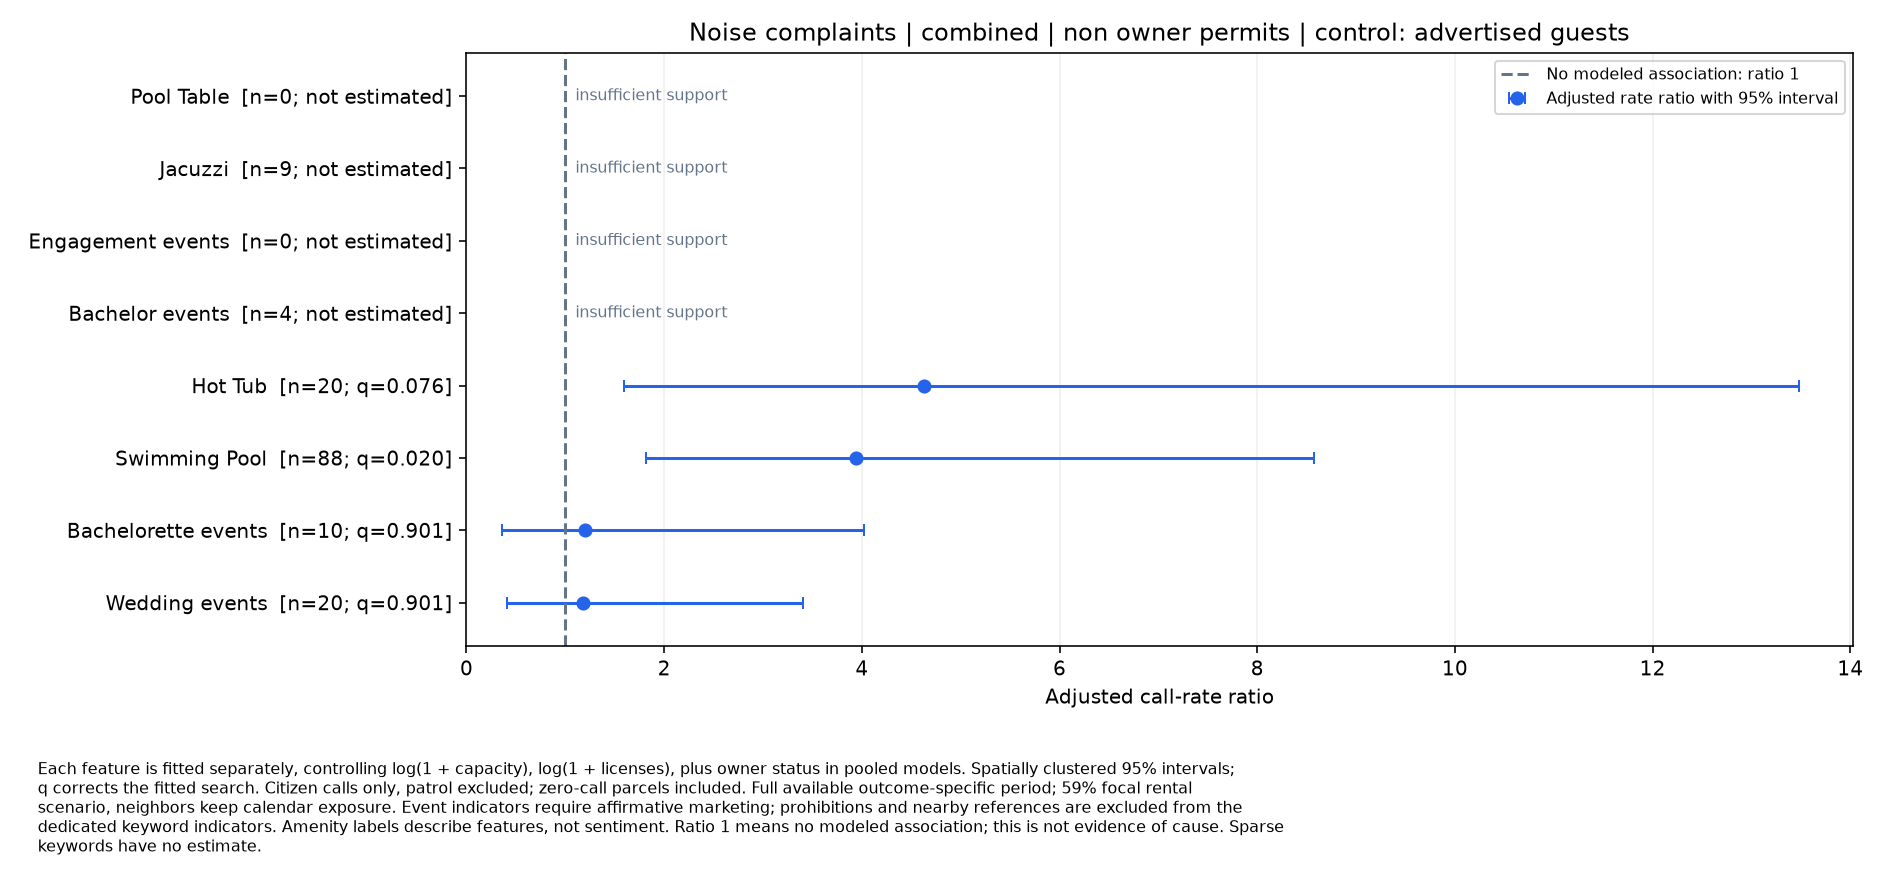 Noise complaints | combined | non owner permits | control: advertised guests
No modeled association: ratio 1
Adjusted rate ratio with 95% interval
Pool Table [n=0; not estimated]
insufficient support
Jacuzzi [n=9; not estimated]
insufficient support
Engagement events [n=0; not estimated]
insufficient support
Bachelor events [n=4; not estimated]
insufficient support
Hot Tub [n=20; q=0.076]
Swimming Pool [n=88; q=0.020]
Bachelorette events [n=10; q=0.901]
Wedding events [n=20; q=0.901]
0 2 4 6 8 10 12 14
Adjusted call-rate ratio
Each feature is fitted separately, controlling log(1 + capacity), log(1 + licenses), plus owner status in pooled models. Spatially clustered 95% intervals;
q corrects the fitted search. Citizen calls only, patrol excluded; zero-call parcels included. Full available outcome-specific period; 59% focal rental
scenario, neighbors keep calendar exposure. Event indicators require affirmative marketing; prohibitions and nearby references are excluded from the
dedicated keyword indicators. Amenity labels describe features, not sentiment. Ratio 1 means no modeled association; this is not evidence of cause. Sparse
keywords have no estimate.